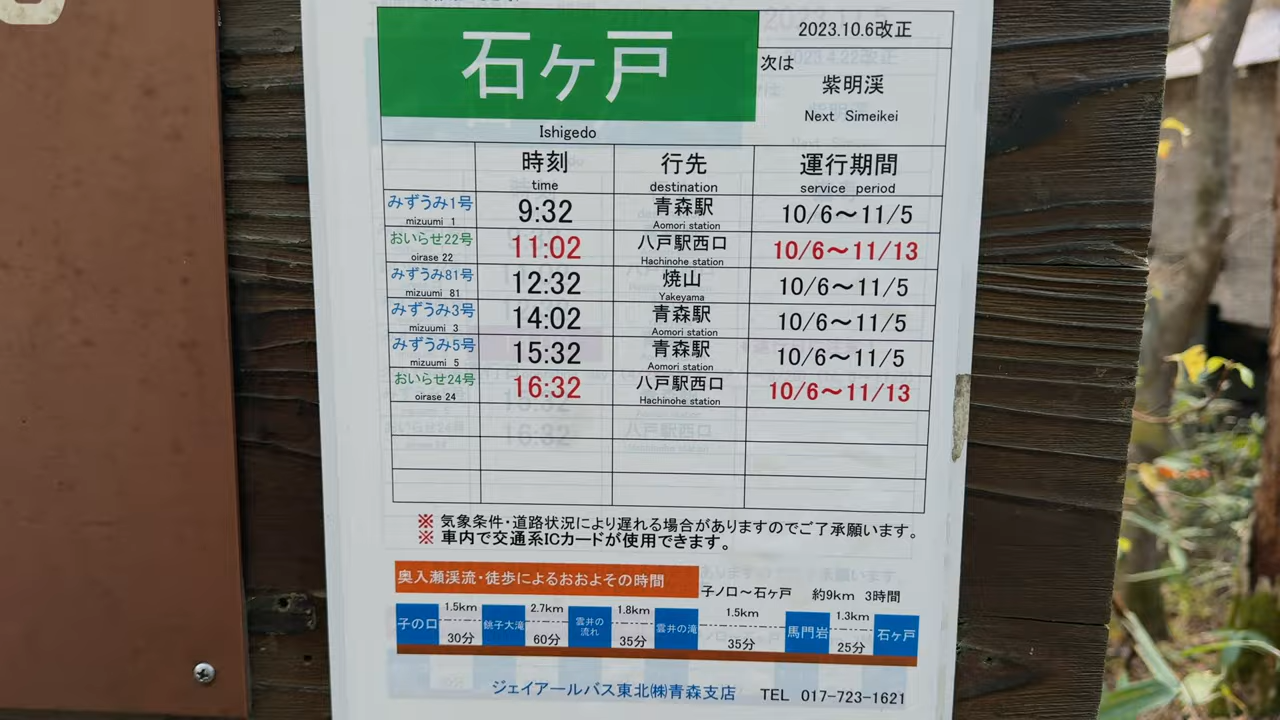 石ヶ戸
2023.10.6改正
次は
紫明渓
Next Simeikei
Ishigedo
時刻 行先 運行期間
time destination service period
みずうみ1号 9:32 青森駅 10/6〜11/5
mizuumi 1 Aomori station
おいらせ22号 11:02 八戸駅西口 10/6〜11/13
oirase 22 Hachinohe station
みずうみ81号 12:32 焼山 10/6〜11/5
mizuumi 81 Yakeyama
みずうみ3号 14:02 青森駅 10/6〜11/5
mizuumi 3 Aomori station
みずうみ5号 15:32 青森駅 10/6〜11/5
mizuumi 5 Aomori station
おいらせ24号 16:32 八戸駅西口 10/6〜11/13
oirase 24 Hachinohe station
※ 気象条件・道路状況により遅れる場合がありますのでご了承願います。
※ 車内で交通系ICカードが使用できます。
奥入瀬渓流・徒歩によるおおよその時間
子ノ口〜石ヶ戸 約9km 3時間
1.5km 2.7km 1.8km 1.5km 1.3km
子の口 銚子大滝 雲井の流れ 雲井の滝 馬門岩 石ヶ戸
30分 60分 35分 35分 25分
ジェイアールバス東北㈱青森支店 TEL 017-723-1621